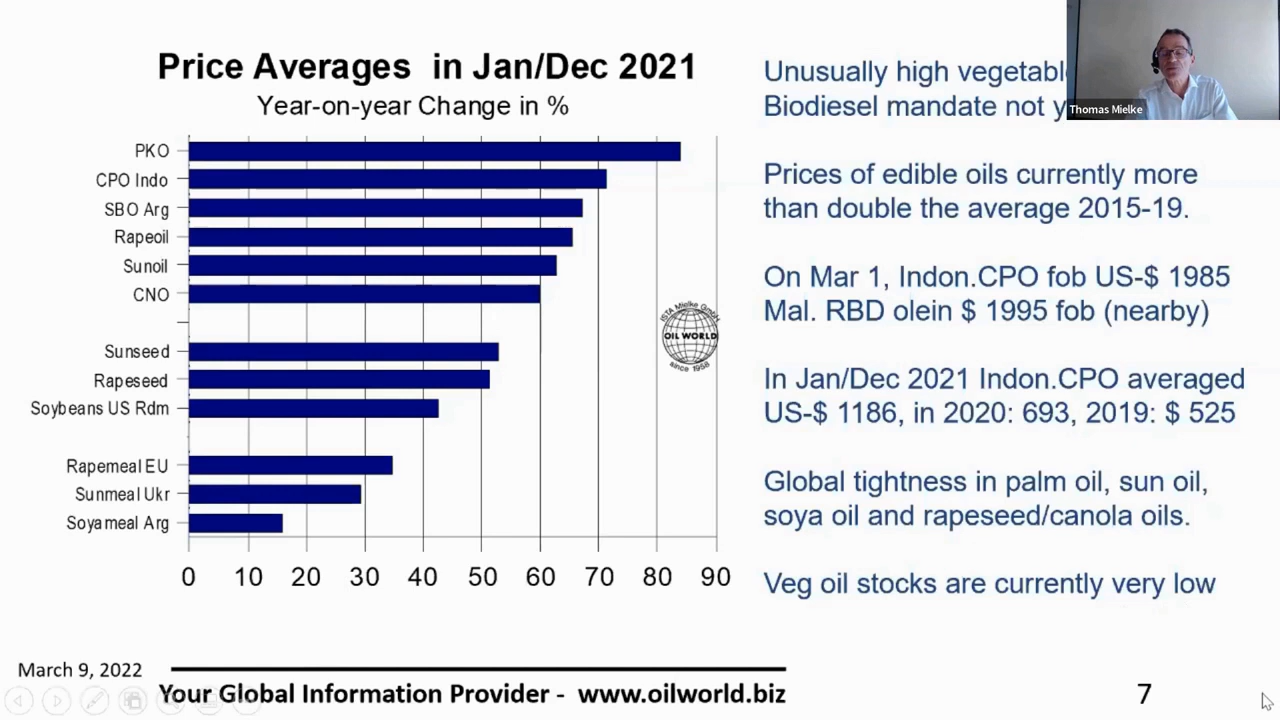 Price Averages in Jan/Dec 2021
Year-on-year Change in %
PKO
CPO Indo
SBO Arg
Rapeoil
Sunoil
CNO
Sunseed
Rapeseed
Soybeans US Rdm
Rapemeal EU
Sunmeal Ukr
Soyameal Arg
0 10 20 30 40 50 60 70 80 90
ISTA Mielke GmbH
OIL WORLD
since 1958
Unusually high
Biodiesel mandate not
Thomas Mielke
Prices of edible oils currently more
than double the average 2015-19.
On Mar 1, Indon.CPO fob US-$ 1985
Mal. RBD olein $ 1995 fob (nearby)
In Jan/Dec 2021 Indon.CPO averaged
US-$ 1186, in 2020: 693, 2019: $ 525
Global tightness in palm oil, sun oil,
soya oil and rapeseed/canola oils.
Veg oil stocks are currently very low
March 9, 2022
Your Global Information Provider - www.oilworld.biz
7